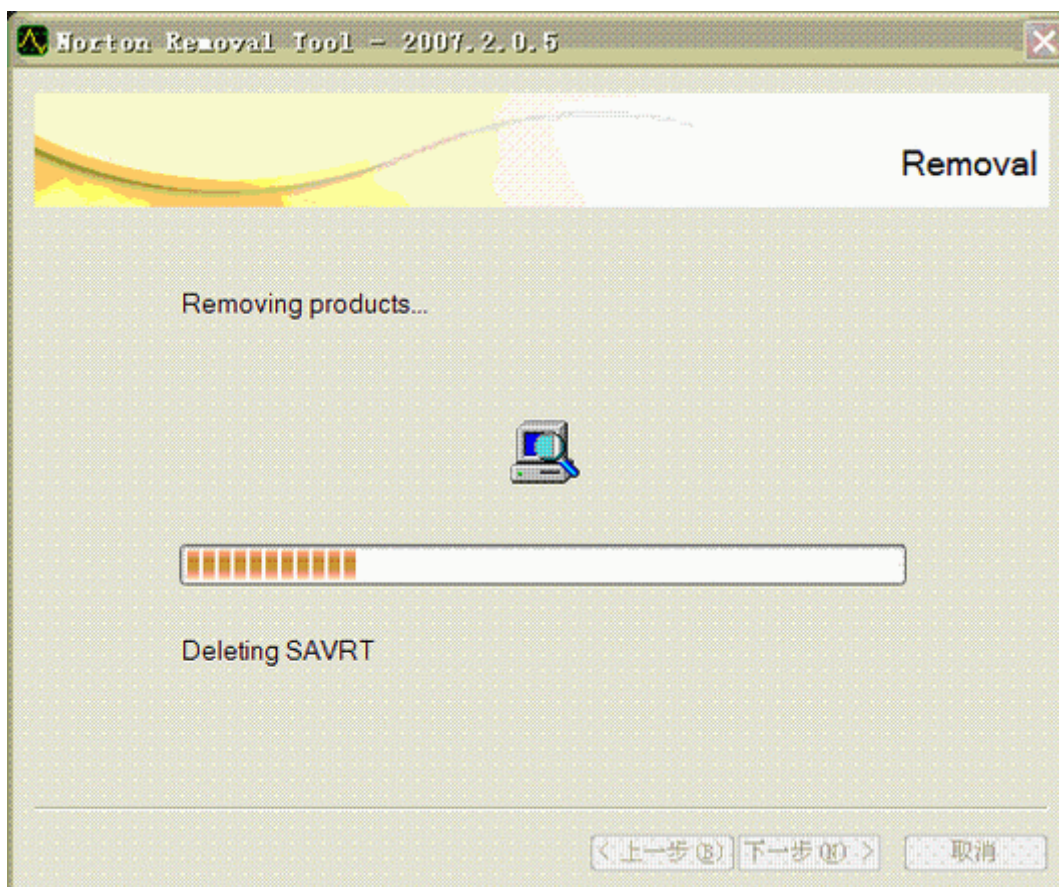 Norton Removal Tool - 2007.2.0.5
Removal
Removing products...
Deleting SAVRT
< 上一步(B) 下一步(N) > 取消